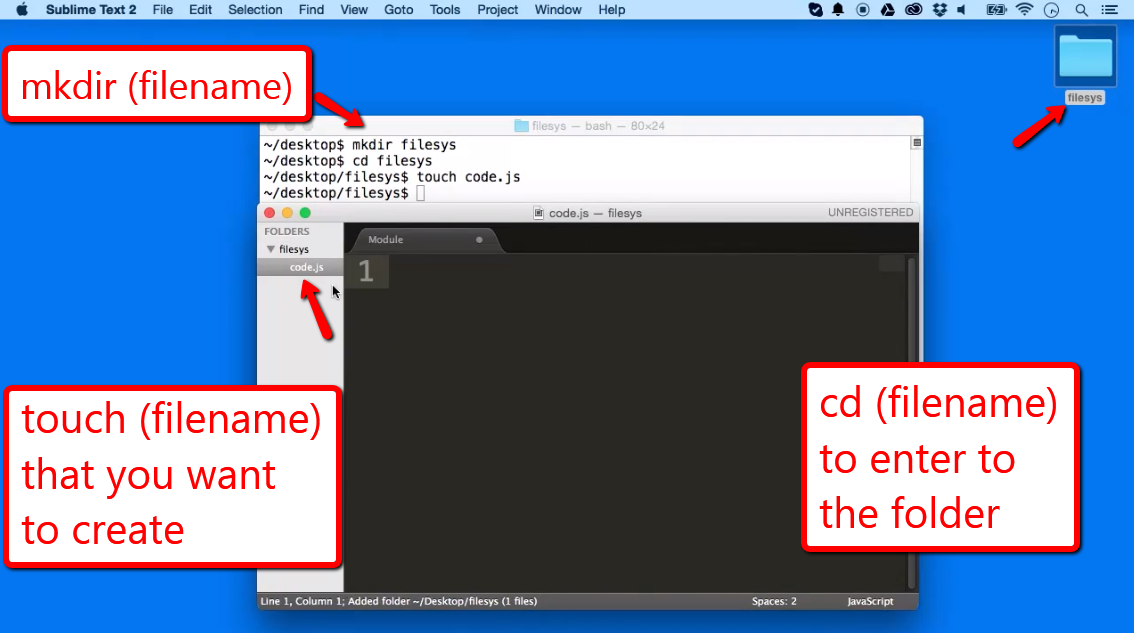 Sublime Text 2 File Edit Selection Find View Goto Tools Project Window Help
mkdir (filename)
filesys
filesys — bash — 80×24
~/desktop$ mkdir filesys
~/desktop$ cd filesys
~/desktop/filesys$ touch code.js
~/desktop/filesys$
code.js — filesys
UNREGISTERED
FOLDERS
filesys
code.js
Module
1
touch (filename)
that you want
to create
cd (filename)
to enter to
the folder
Line 1, Column 1; Added folder ~/Desktop/filesys (1 files)
Spaces: 2
JavaScript